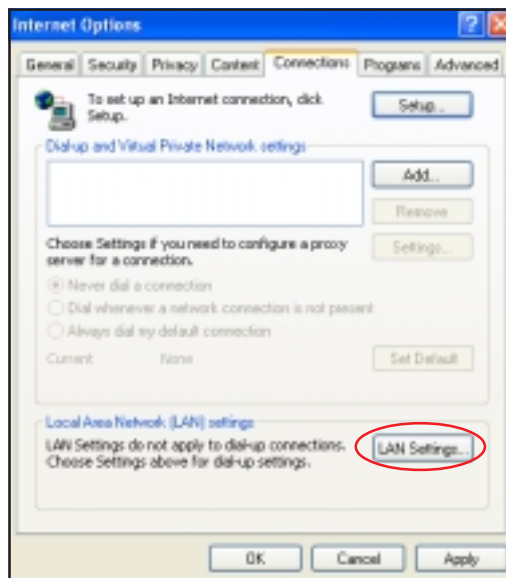 Internet Options
General Security Privacy Content Connections Programs Advanced
To set up an Internet connection, click
Setup.
Setup...
Dial-up and Virtual Private Network settings
Add...
Remove
Choose Settings if you need to configure a proxy
server for a connection.
Settings...
Never dial a connection
Dial whenever a network connection is not present
Always dial my default connection
Current None
Set Default
Local Area Network (LAN) settings
LAN Settings do not apply to dial-up connections.
Choose Settings above for dial-up settings.
LAN Settings...
OK Cancel Apply